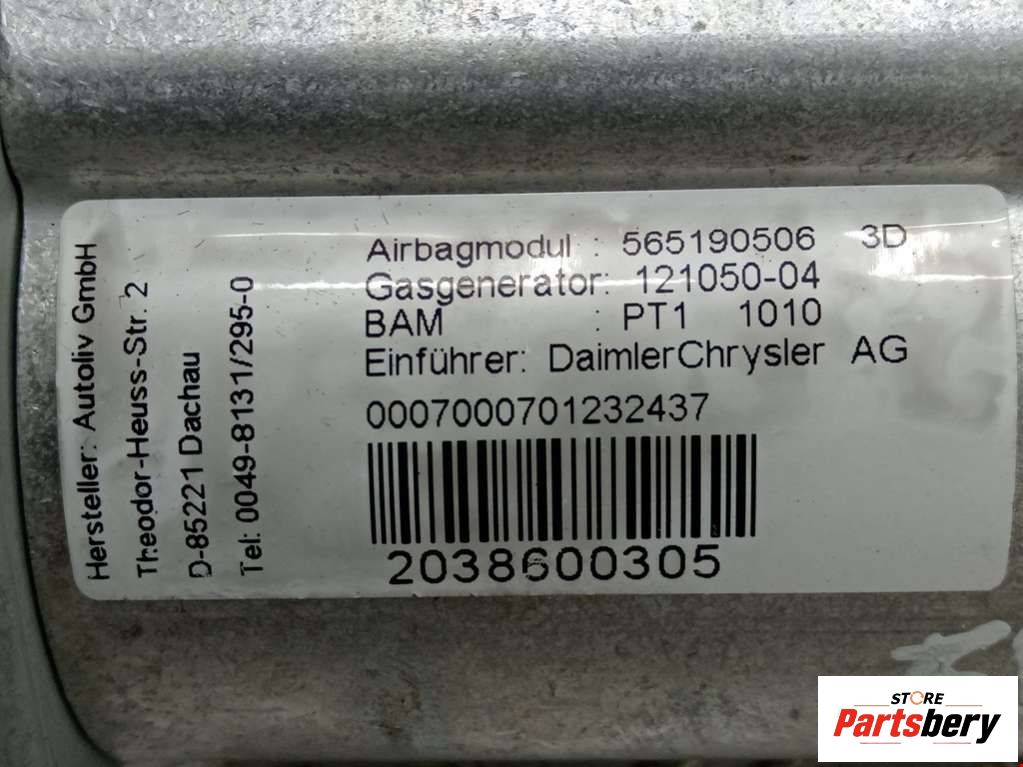 Hersteller: Autoliv GmbH
Theodor-Heuss-Str. 2
D-85221 Dachau
Tel: 0049-8131/295-0
Airbagmodul : 565190506 3D
Gasgenerator: 121050-04
BAM : PT1 1010
Einführer: DaimlerChrysler AG
0007000701232437
2038600305
STORE
Partsbery